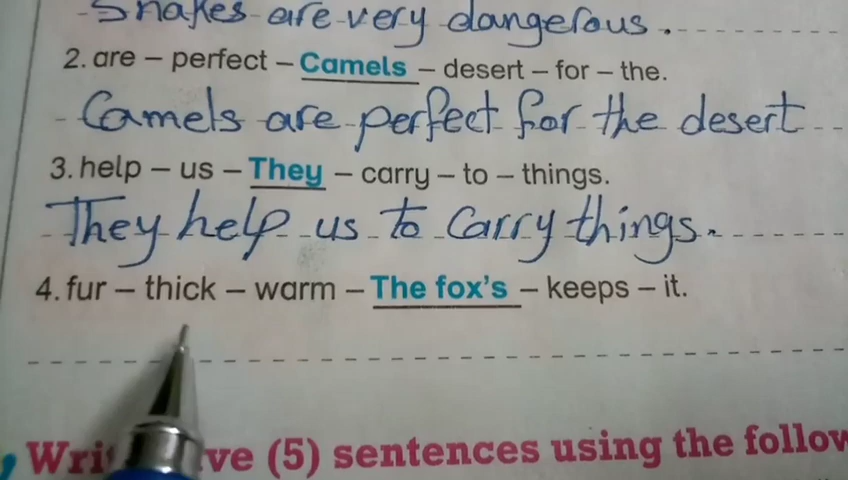 Snakes are very dangerous.
2. are – perfect – Camels – desert – for – the.
Camels are perfect for the desert
3. help – us – They – carry – to – things.
They help us to carry things.
4. fur – thick – warm – The fox's – keeps – it.
(5) sentences using the